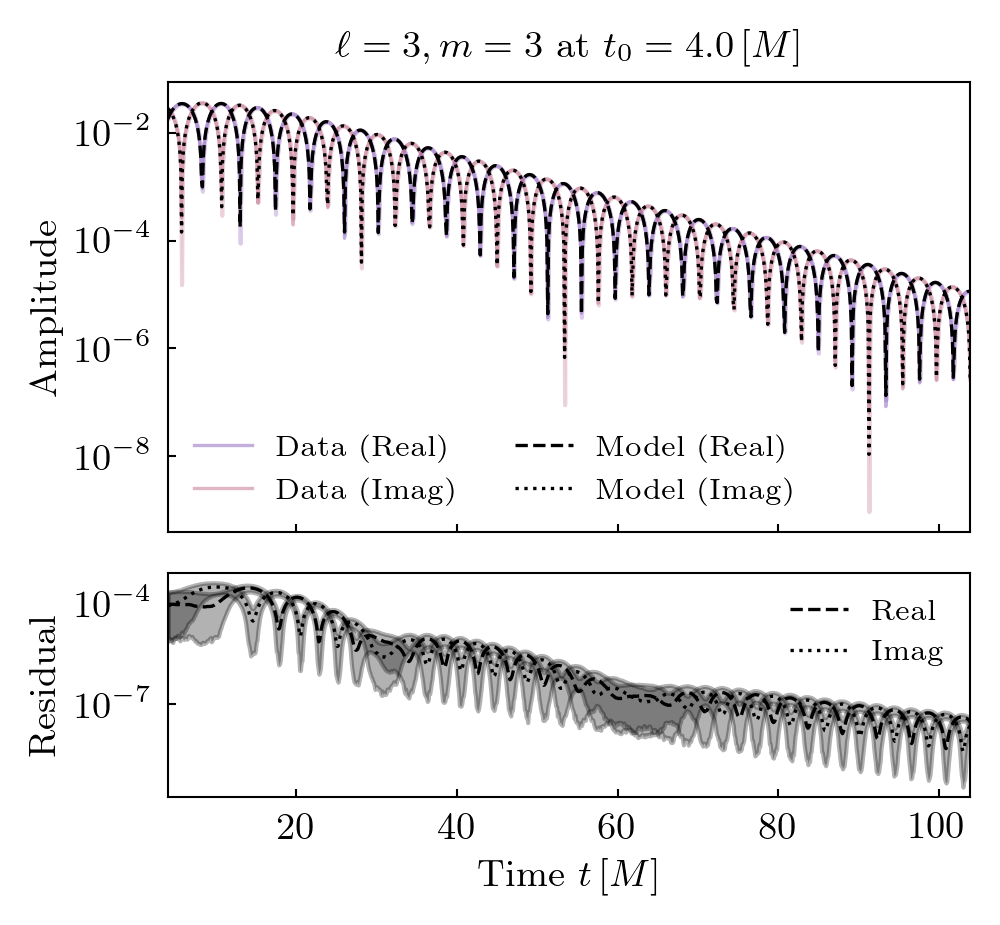 ℓ = 3, m = 3 at t₀ = 4.0 [M]
10⁻²
10⁻⁴
10⁻⁶
10⁻⁸
Amplitude
Data (Real)
Data (Imag)
Model (Real)
Model (Imag)
10⁻⁴
10⁻⁷
Residual
Real
Imag
20 40 60 80 100
Time t [M]